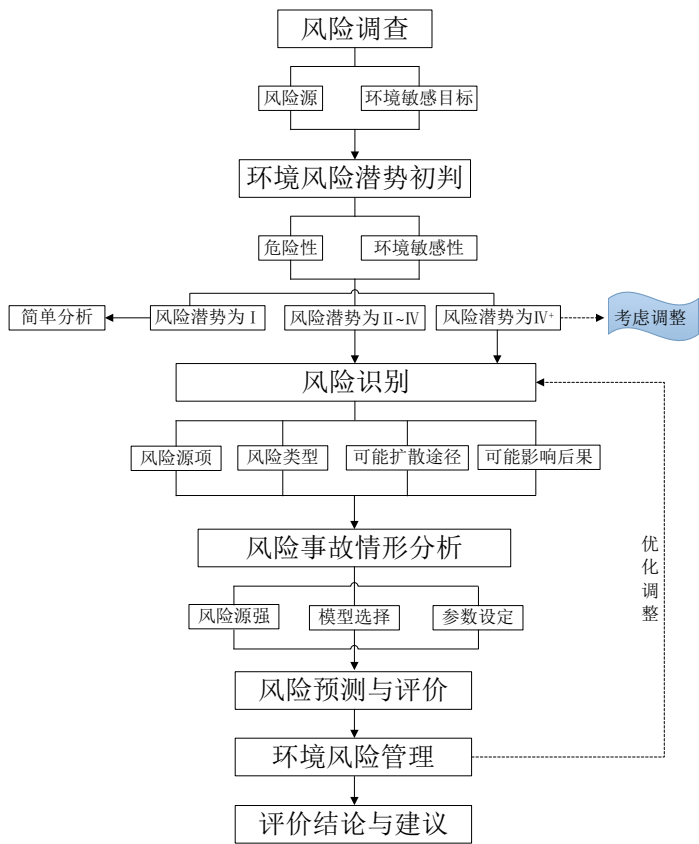 风险调查
风险源
环境敏感目标
环境风险潜势初判
危险性
环境敏感性
简单分析
风险潜势为Ⅰ
风险潜势为Ⅱ~Ⅳ
风险潜势为Ⅳ⁺
考虑调整
风险识别
风险源项
风险类型
可能扩散途径
可能影响后果
风险事故情形分析
优化调整
风险源强
模型选择
参数设定
风险预测与评价
环境风险管理
评价结论与建议